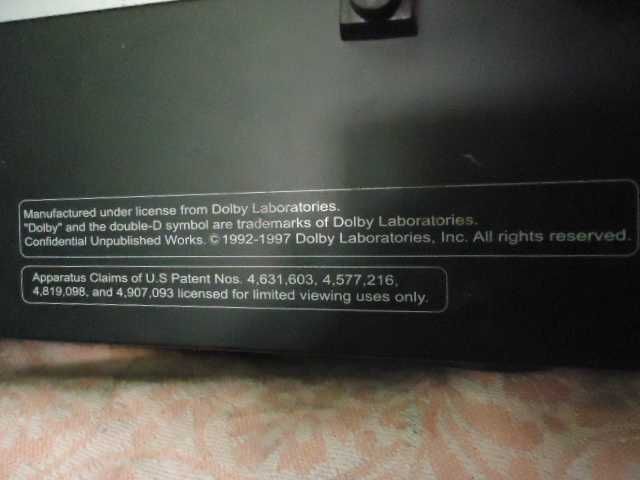 Manufactured under license from Dolby Laboratories.
"Dolby" and the double-D symbol are trademarks of Dolby Laboratories.
Confidential Unpublished Works. © 1992-1997 Dolby Laboratories, Inc. All rights reserved.
Apparatus Claims of U.S Patent Nos. 4,631,603, 4,577,216,
4,819,098, and 4,907,093 licensed for limited viewing uses only.